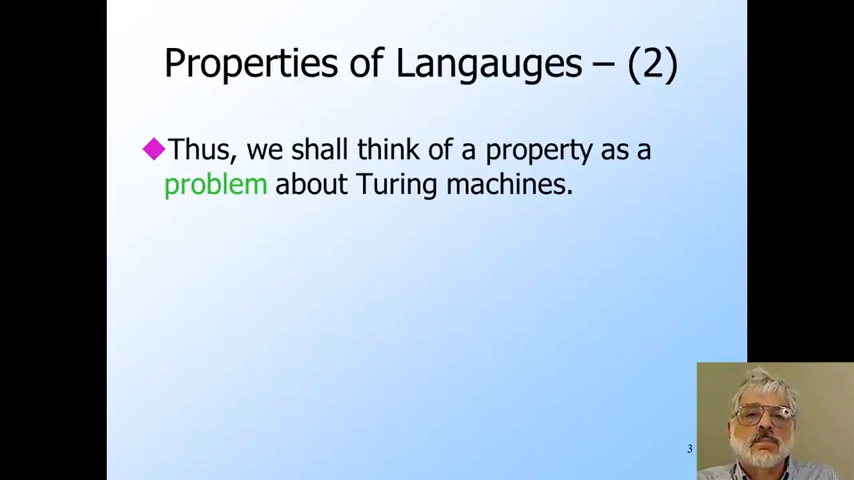 Properties of Langauges – (2)
Thus, we shall think of a property as a
problem about Turing machines.
3